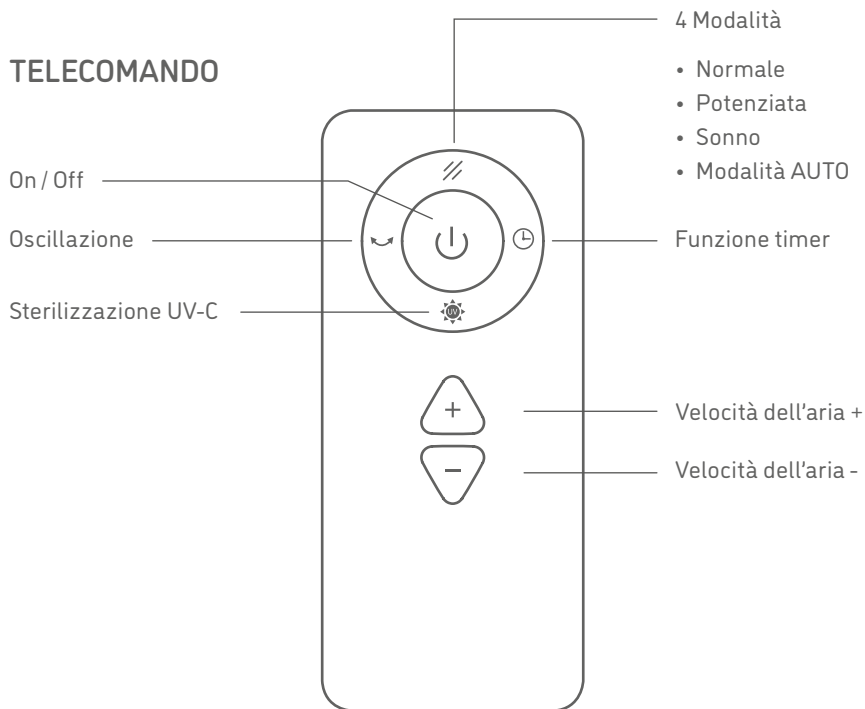 TELECOMANDO
4 Modalità
• Normale
• Potenziata
• Sonno
• Modalità AUTO
On / Off
Oscillazione
Funzione timer
Sterilizzazione UV-C
UV
+
Velocità dell'aria +
−
Velocità dell'aria -